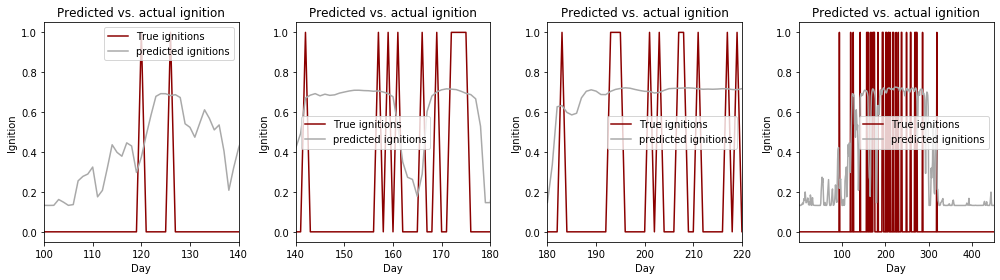 Predicted vs. actual ignition
True ignitions
predicted ignitions
Ignition
1.0
0.8
0.6
0.4
0.2
0.0
100 110 120 130 140
Day
Predicted vs. actual ignition
True ignitions
predicted ignitions
Ignition
1.0
0.8
0.6
0.4
0.2
0.0
140 150 160 170 180
Day
Predicted vs. actual ignition
True ignitions
predicted ignitions
Ignition
1.0
0.8
0.6
0.4
0.2
0.0
180 190 200 210 220
Day
Predicted vs. actual ignition
True ignitions
predicted ignitions
Ignition
1.0
0.8
0.6
0.4
0.2
0.0
100 200 300 400
Day